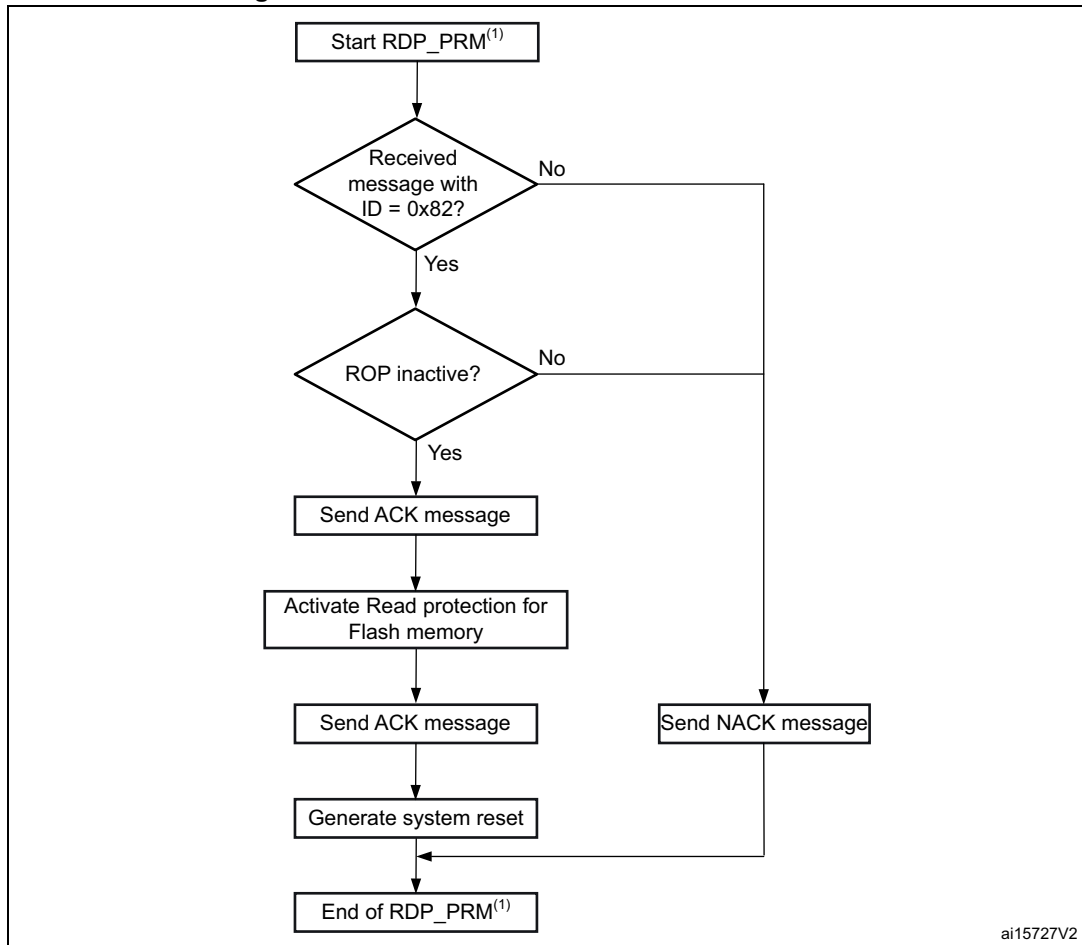 Start RDP_PRM(1)
Received
message with
ID = 0x82?
No
Yes
ROP inactive?
No
Yes
Send ACK message
Activate Read protection for
Flash memory
Send ACK message
Send NACK message
Generate system reset
End of RDP_PRM(1)
ai15727V2